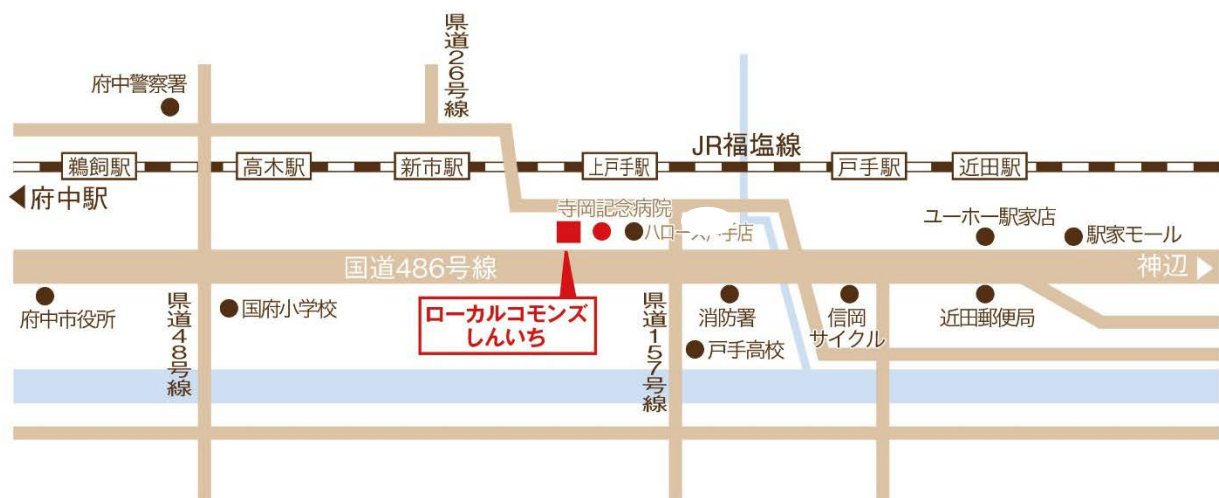 県道26号線
府中警察署
JR福塩線
鵜飼駅
高木駅
新市駅
上戸手駅
戸手駅
近田駅
◀府中駅
寺岡記念病院
ハローズ
店
ユーホー駅家店
駅家モール
国道486号線
神辺▶
府中市役所
県道48号線
国府小学校
ローカルコモンズ
しんいち
県道157号線
消防署
戸手高校
信岡
サイクル
近田郵便局